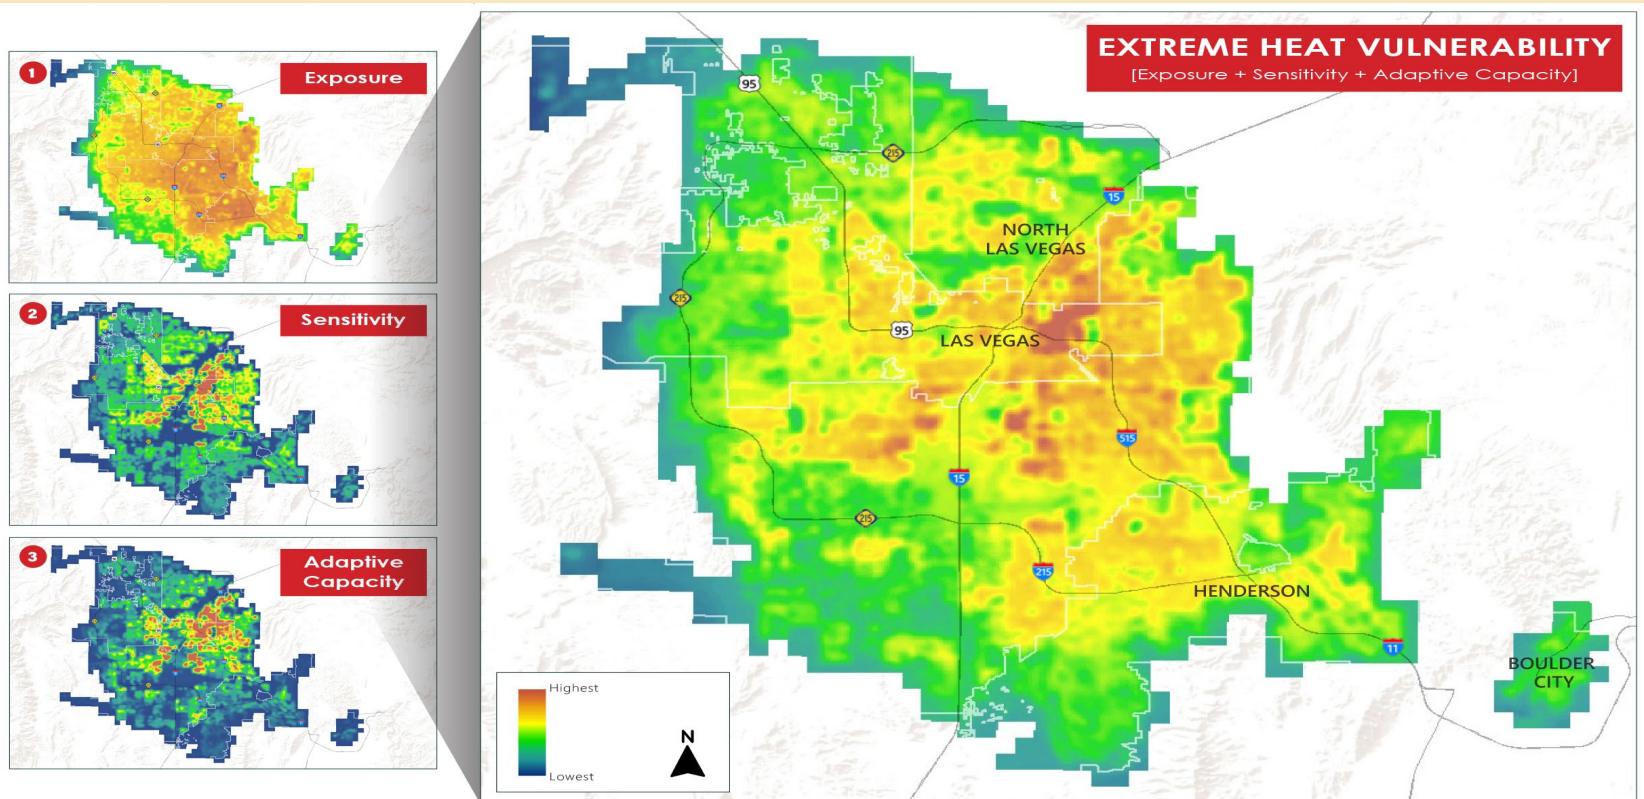 1
Exposure
2
Sensitivity
3
Adaptive
Capacity
EXTREME HEAT VULNERABILITY
[Exposure + Sensitivity + Adaptive Capacity]
95
215
15
NORTH
LAS VEGAS
215
95
LAS VEGAS
515
15
215
215
HENDERSON
11
BOULDER
CITY
Highest
Lowest
N